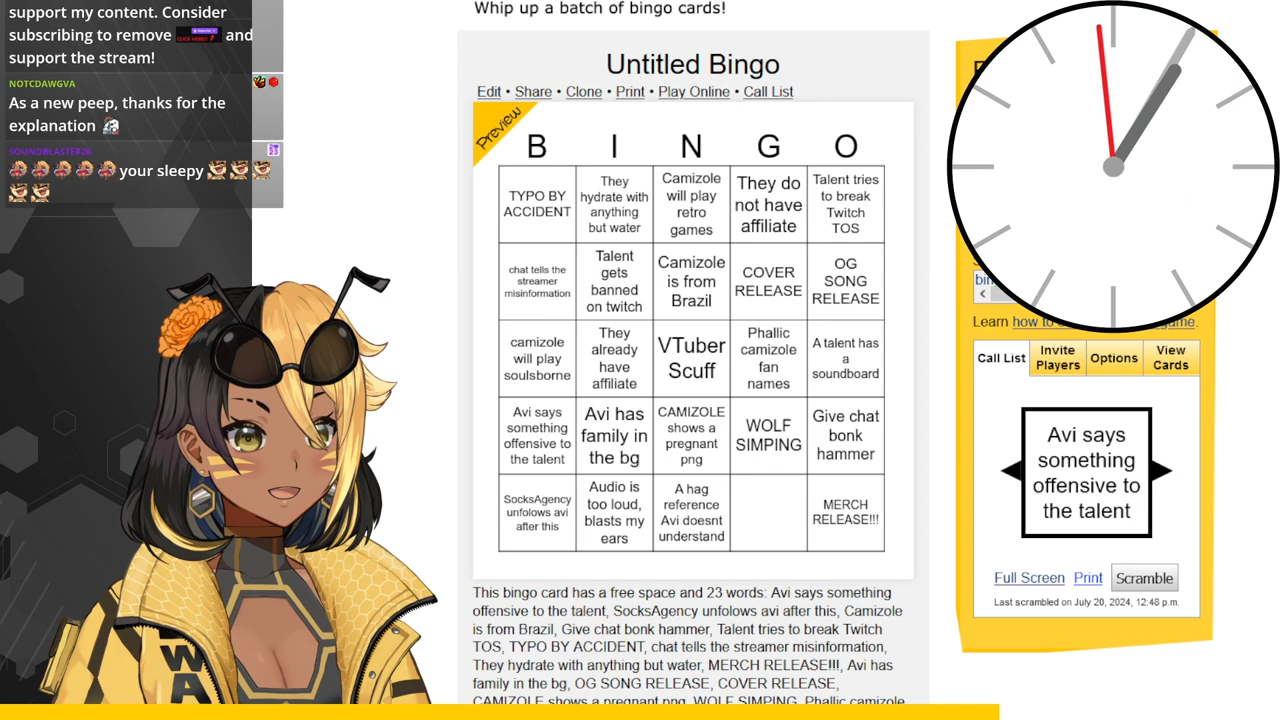 support my content. Consider
subscribing to remove and
support the stream!
NOTCDAWGVA
As a new peep, thanks for the
explanation
SOUNDBLASTER26
your sleepy
Whip up a batch of bingo cards!
Untitled Bingo
Edit • Share • Clone • Print • Play Online • Call List
Preview
B I N G O
TYPO BY
ACCIDENT
They
hydrate with
anything
but water
Camizole
will play
retro
games
They do
not have
affiliate
Talent tries
to break
Twitch
TOS
chat tells the
streamer
misinformation
Talent
gets
banned
on twitch
Camizole
is from
Brazil
COVER
RELEASE
OG
SONG
RELEASE
camizole
will play
soulsborne
They
already
have
affiliate
VTuber
Scuff
Phallic
camizole
fan
names
A talent has
a
soundboard
Avi says
something
offensive to
the talent
Avi has
family in
the bg
CAMIZOLE
shows a
pregnant
png
WOLF
SIMPING
Give chat
bonk
hammer
SocksAgency
unfolows avi
after this
Audio is
too loud,
blasts my
ears
A hag
reference
Avi doesnt
understand
MERCH
RELEASE!!!
This bingo card has a free space and 23 words: Avi says something
offensive to the talent, SocksAgency unfolows avi after this, Camizole
is from Brazil, Give chat bonk hammer, Talent tries to break Twitch
TOS, TYPO BY ACCIDENT, chat tells the streamer misinformation,
They hydrate with anything but water, MERCH RELEASE!!!, Avi has
family in the bg, OG SONG RELEASE, COVER RELEASE,
CAMIZOLE shows a pregnant png, WOLF SIMPING, Phallic camizole
bin
Learn how to game.
Call List
Invite
Players
Options
View
Cards
Avi says
something
offensive to
the talent
Full Screen Print Scramble
Last scrambled on July 20, 2024, 12:48 p.m.
WA